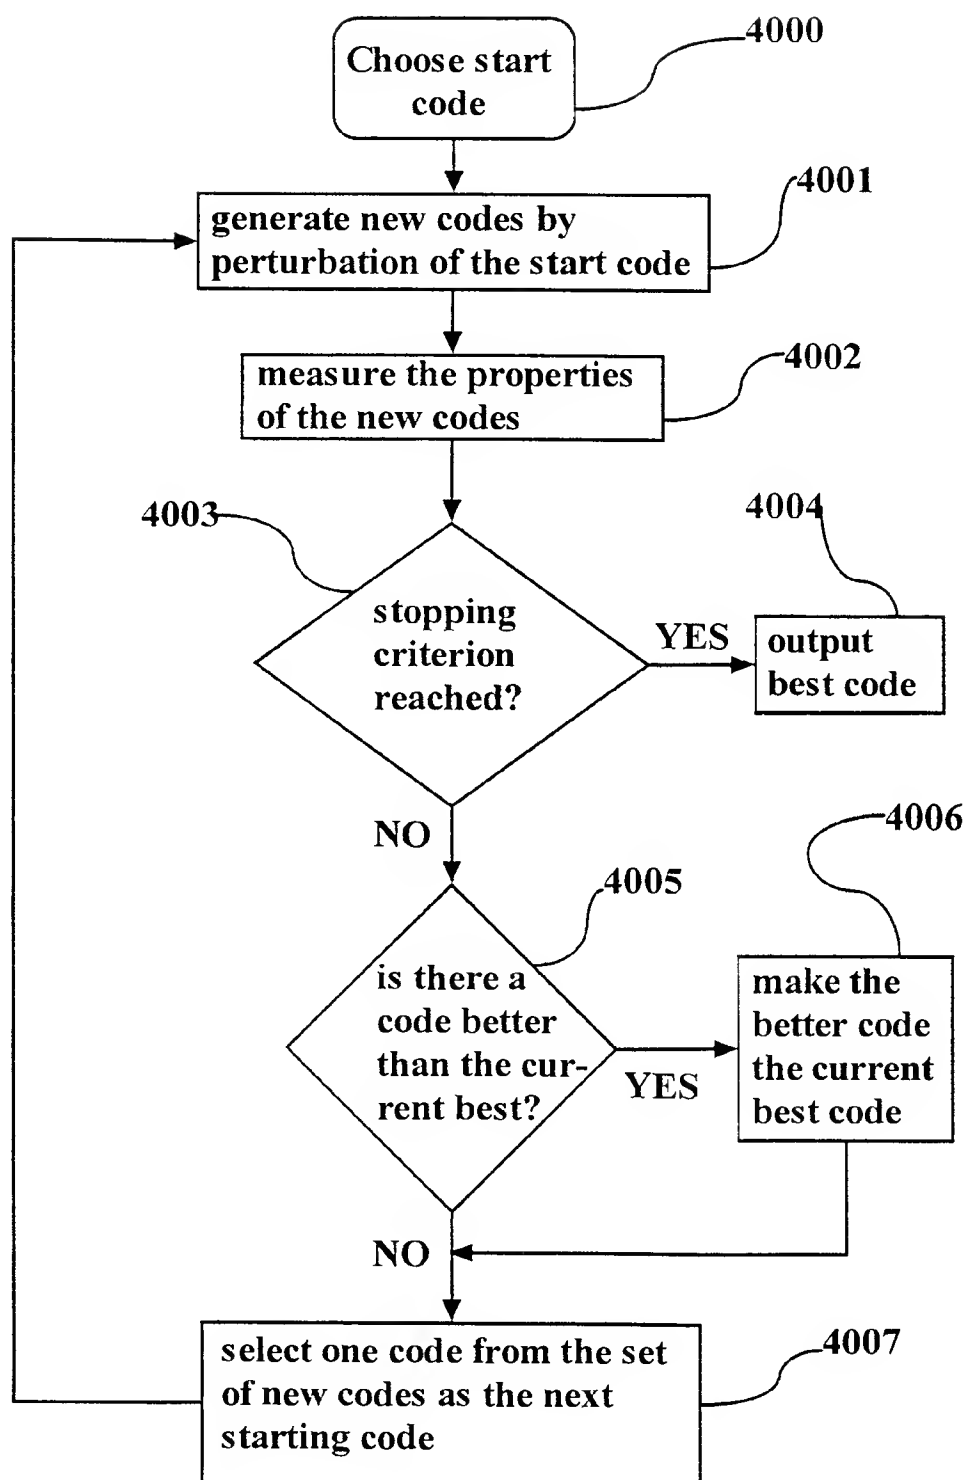 4000
Choose start
code
4001
generate new codes by
perturbation of the start code
4002
measure the properties
of the new codes
4003
4004
stopping
criterion
reached?
YES
output
best code
NO
4006
4005
is there a
code better
than the cur-
rent best?
YES
make the
better code
the current
best code
NO
4007
select one code from the set
of new codes as the next
starting code